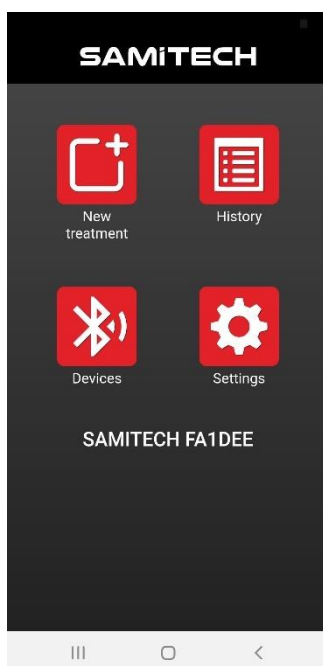 SAMiTECH
New
treatment
History
Devices
Settings
SAMITECH FA1DEE